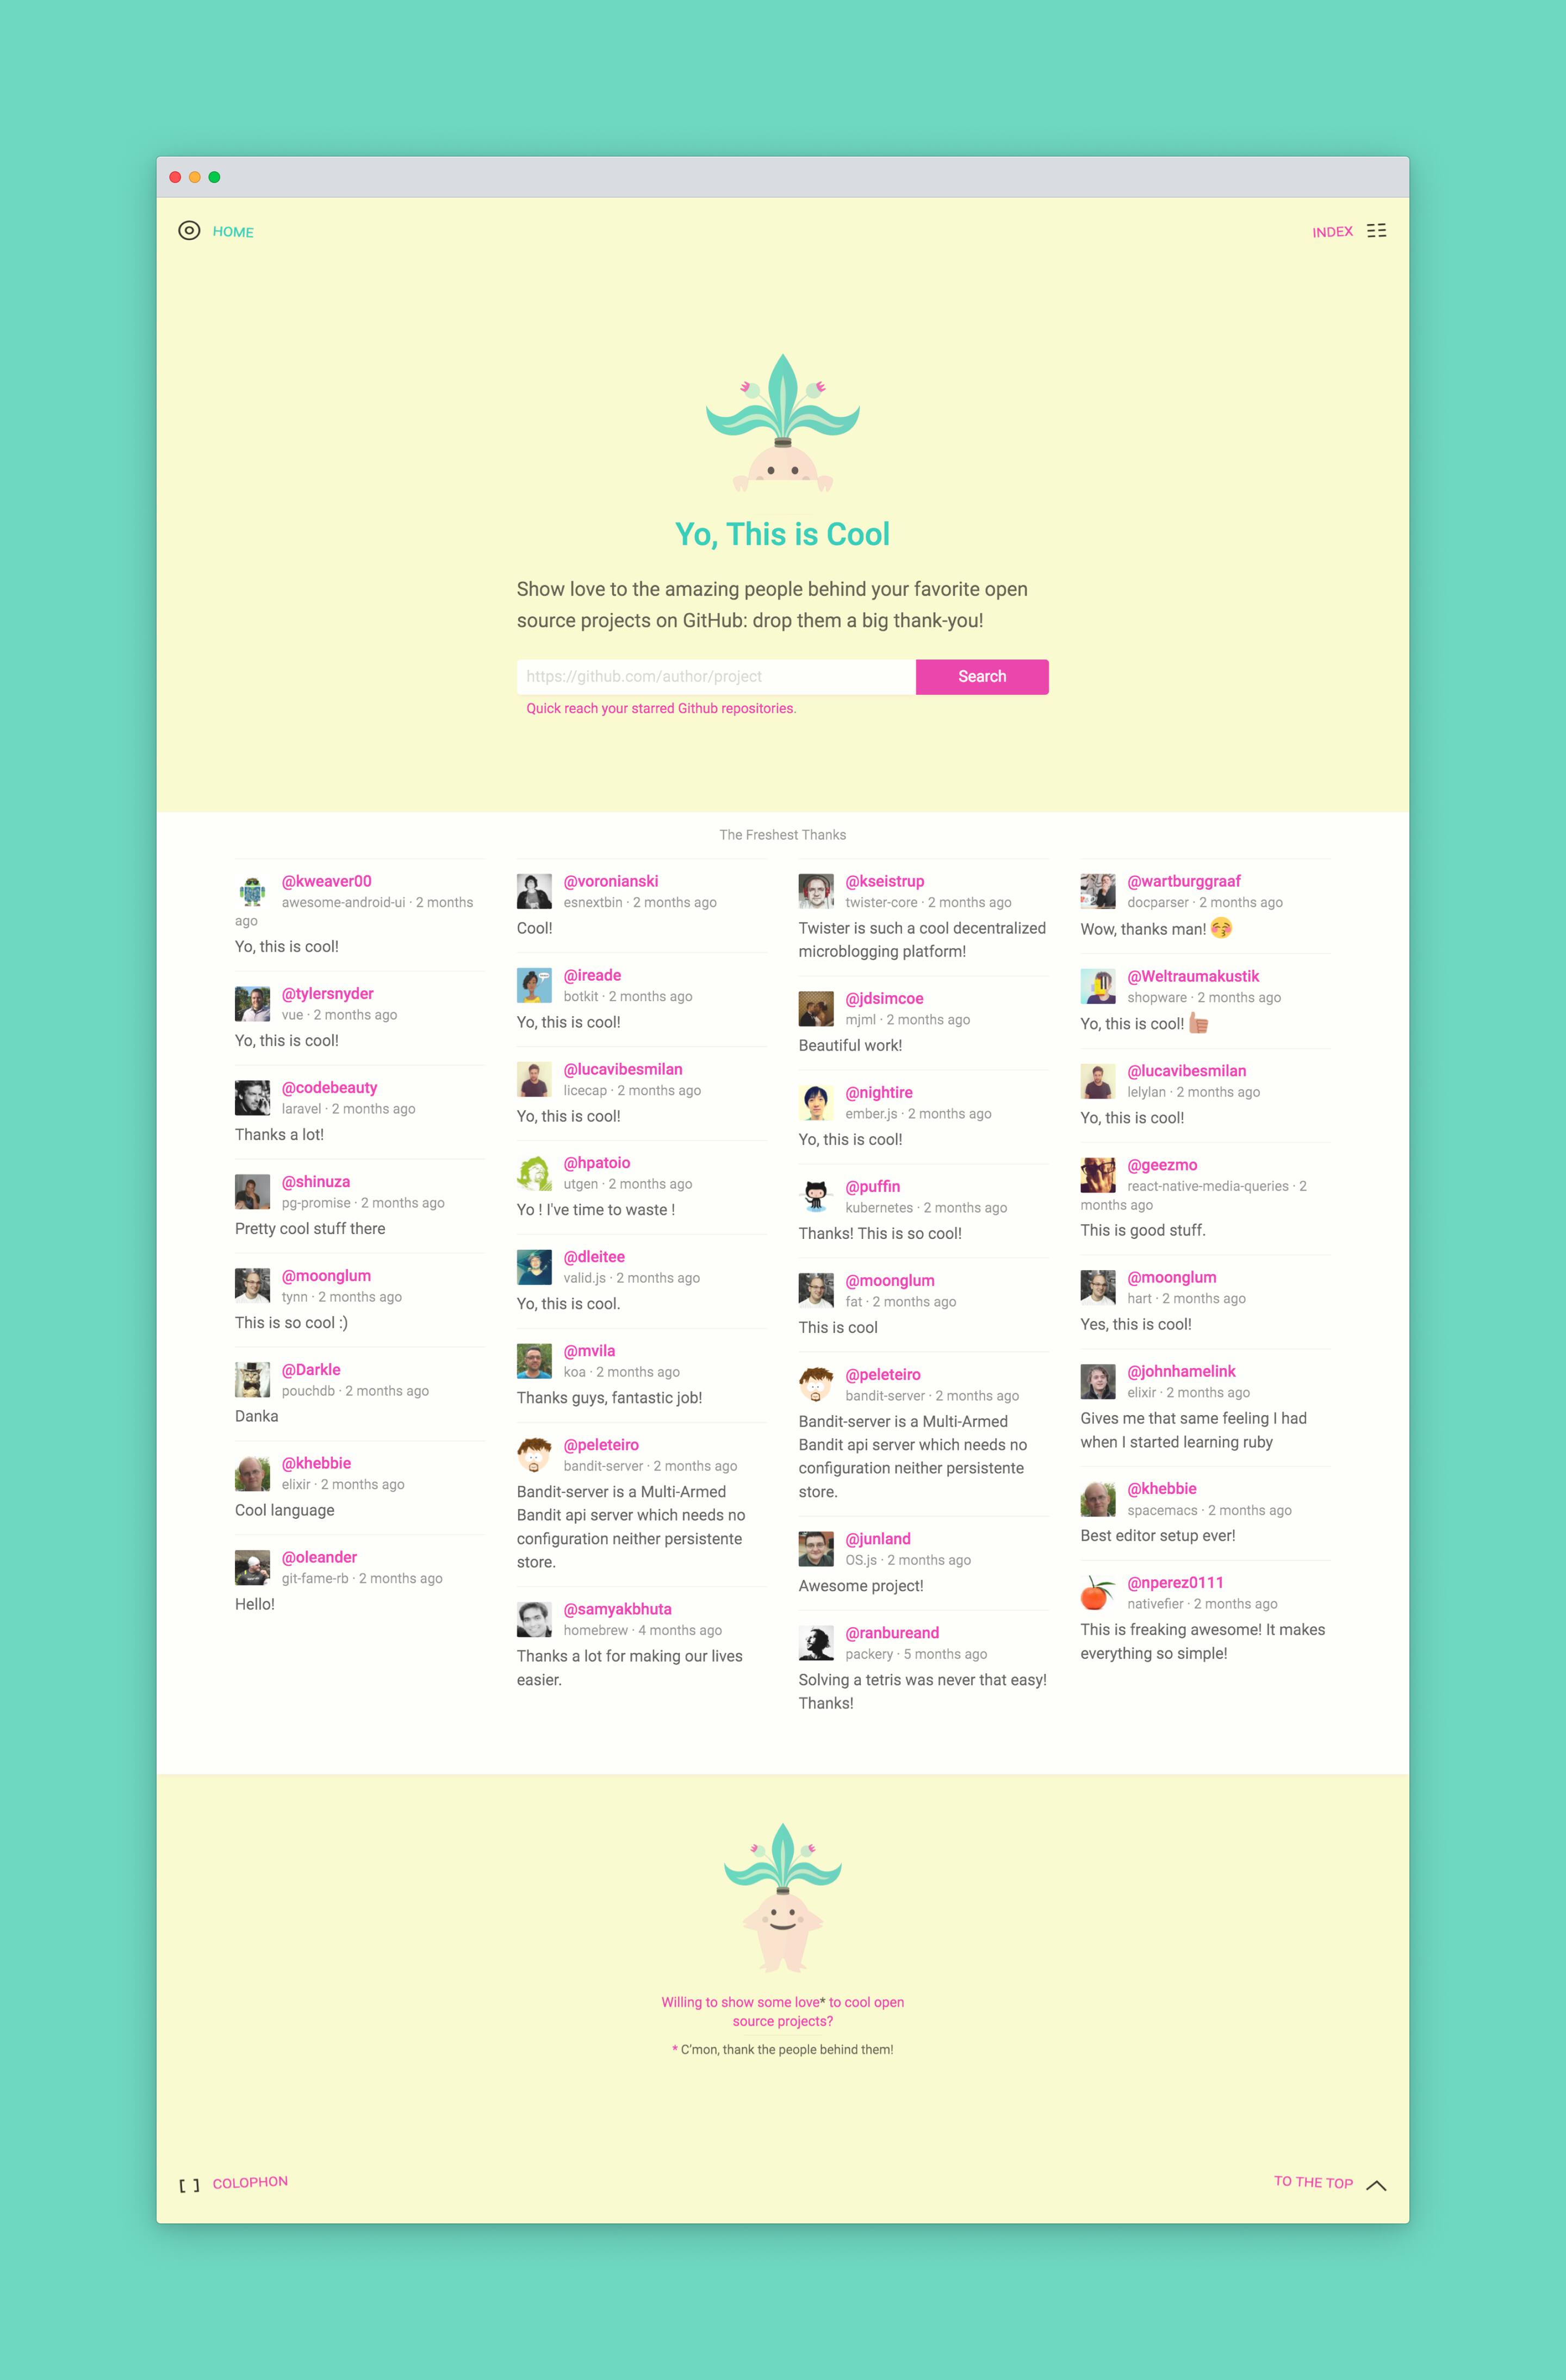 HOME
INDEX
Yo, This is Cool
Show love to the amazing people behind your favorite open
source projects on GitHub: drop them a big thank-you!
https://github.com/author/project
Search
Quick reach your starred Github repositories.
The Freshest Thanks
@kweaver00
awesome-android-ui · 2 months
ago
Yo, this is cool!
@tylersnyder
vue · 2 months ago
Yo, this is cool!
@codebeauty
laravel · 2 months ago
Thanks a lot!
@shinuza
pg-promise · 2 months ago
Pretty cool stuff there
@moonglum
tynn · 2 months ago
This is so cool :)
@Darkle
pouchdb · 2 months ago
Danka
@khebbie
elixir · 2 months ago
Cool language
@oleander
git-fame-rb · 2 months ago
Hello!
@voronianski
esnextbin · 2 months ago
Cool!
@ireade
botkit · 2 months ago
Yo, this is cool!
@lucavibesmilan
licecap · 2 months ago
Yo, this is cool!
@hpatoio
utgen · 2 months ago
Yo ! I've time to waste !
@dleitee
valid.js · 2 months ago
Yo, this is cool.
@mvila
koa · 2 months ago
Thanks guys, fantastic job!
@peleteiro
bandit-server · 2 months ago
Bandit-server is a Multi-Armed
Bandit api server which needs no
configuration neither persistente
store.
@samyakbhuta
homebrew · 4 months ago
Thanks a lot for making our lives
easier.
@kseistrup
twister-core · 2 months ago
Twister is such a cool decentralized
microblogging platform!
@jdsimcoe
mjml · 2 months ago
Beautiful work!
@nightire
ember.js · 2 months ago
Yo, this is cool!
@puffin
kubernetes · 2 months ago
Thanks! This is so cool!
@moonglum
fat · 2 months ago
This is cool
@peleteiro
bandit-server · 2 months ago
Bandit-server is a Multi-Armed
Bandit api server which needs no
configuration neither persistente
store.
@junland
OS.js · 2 months ago
Awesome project!
@ranbureand
packery · 5 months ago
Solving a tetris was never that easy!
Thanks!
@wartburggraaf
docparser · 2 months ago
Wow, thanks man! 😚
@Weltraumakustik
shopware · 2 months ago
Yo, this is cool! 👍🏽
@lucavibesmilan
lelylan · 2 months ago
Yo, this is cool!
@geezmo
react-native-media-queries · 2
months ago
This is good stuff.
@moonglum
hart · 2 months ago
Yes, this is cool!
@johnhamelink
elixir · 2 months ago
Gives me that same feeling I had
when I started learning ruby
@khebbie
spacemacs · 2 months ago
Best editor setup ever!
@nperez0111
nativefier · 2 months ago
This is freaking awesome! It makes
everything so simple!
Willing to show some love* to cool open
source projects?
* C'mon, thank the people behind them!
[ ] COLOPHON
TO THE TOP